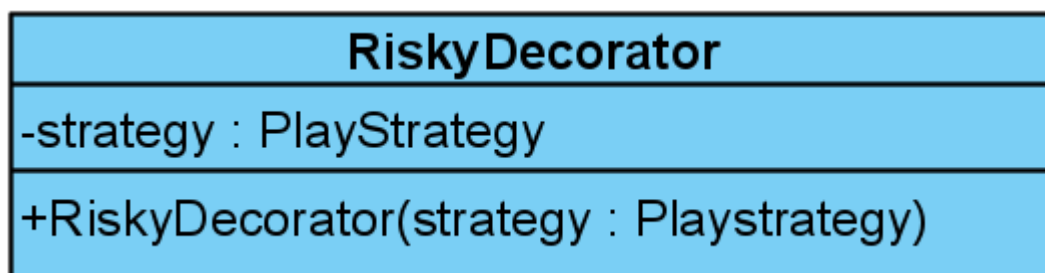 RiskyDecorator
-strategy : PlayStrategy
+RiskyDecorator(strategy : Playstrategy)